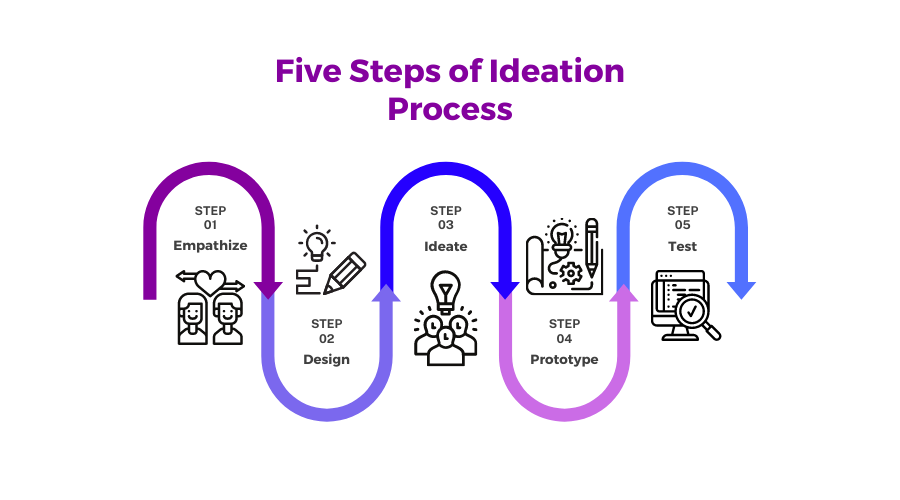 Five Steps of Ideation
Process
STEP
01
Empathize
STEP
02
Design
STEP
03
Ideate
STEP
04
Prototype
STEP
05
Test